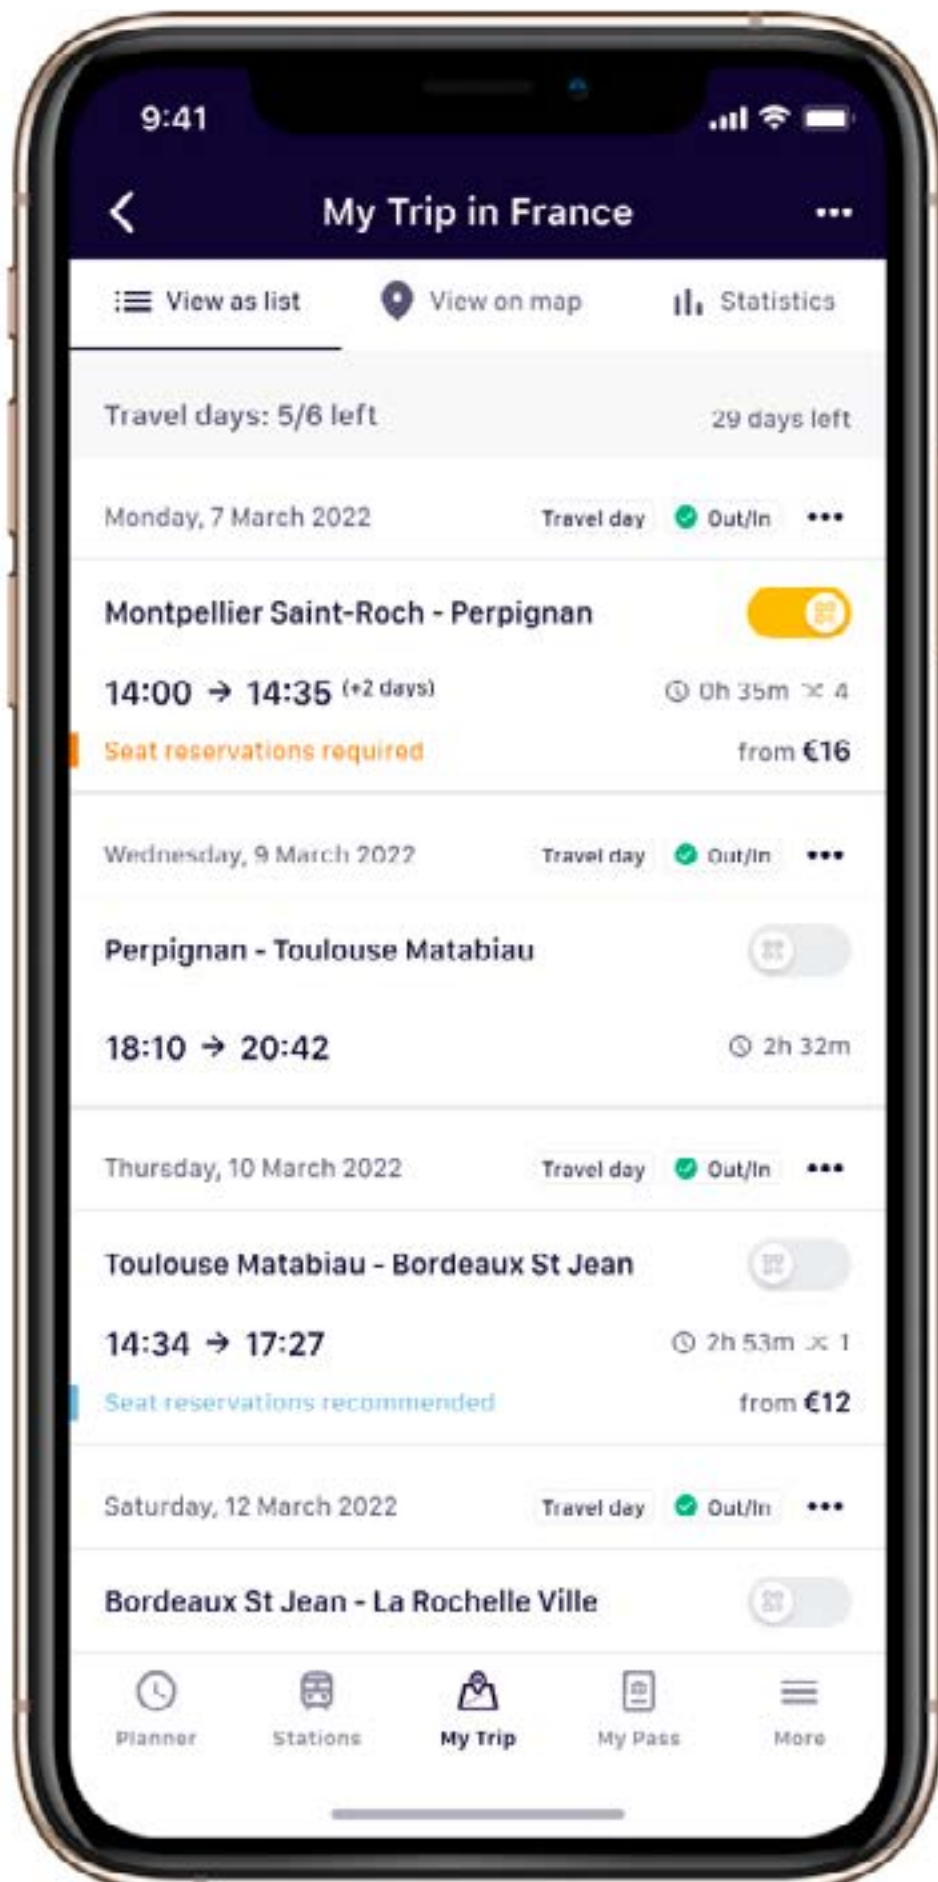 9:41
My Trip in France
View as list View on map Statistics
Travel days: 5/6 left 29 days left
Monday, 7 March 2022 Travel day Out/In
Montpellier Saint-Roch - Perpignan
14:00 → 14:35 (+2 days) 0h 35m 4
Seat reservations required from €16
Wednesday, 9 March 2022 Travel day Out/In
Perpignan - Toulouse Matabiau
18:10 → 20:42 2h 32m
Thursday, 10 March 2022 Travel day Out/In
Toulouse Matabiau - Bordeaux St Jean
14:34 → 17:27 2h 53m 1
Seat reservations recommended from €12
Saturday, 12 March 2022 Travel day Out/In
Bordeaux St Jean - La Rochelle Ville
Planner Stations My Trip My Pass More